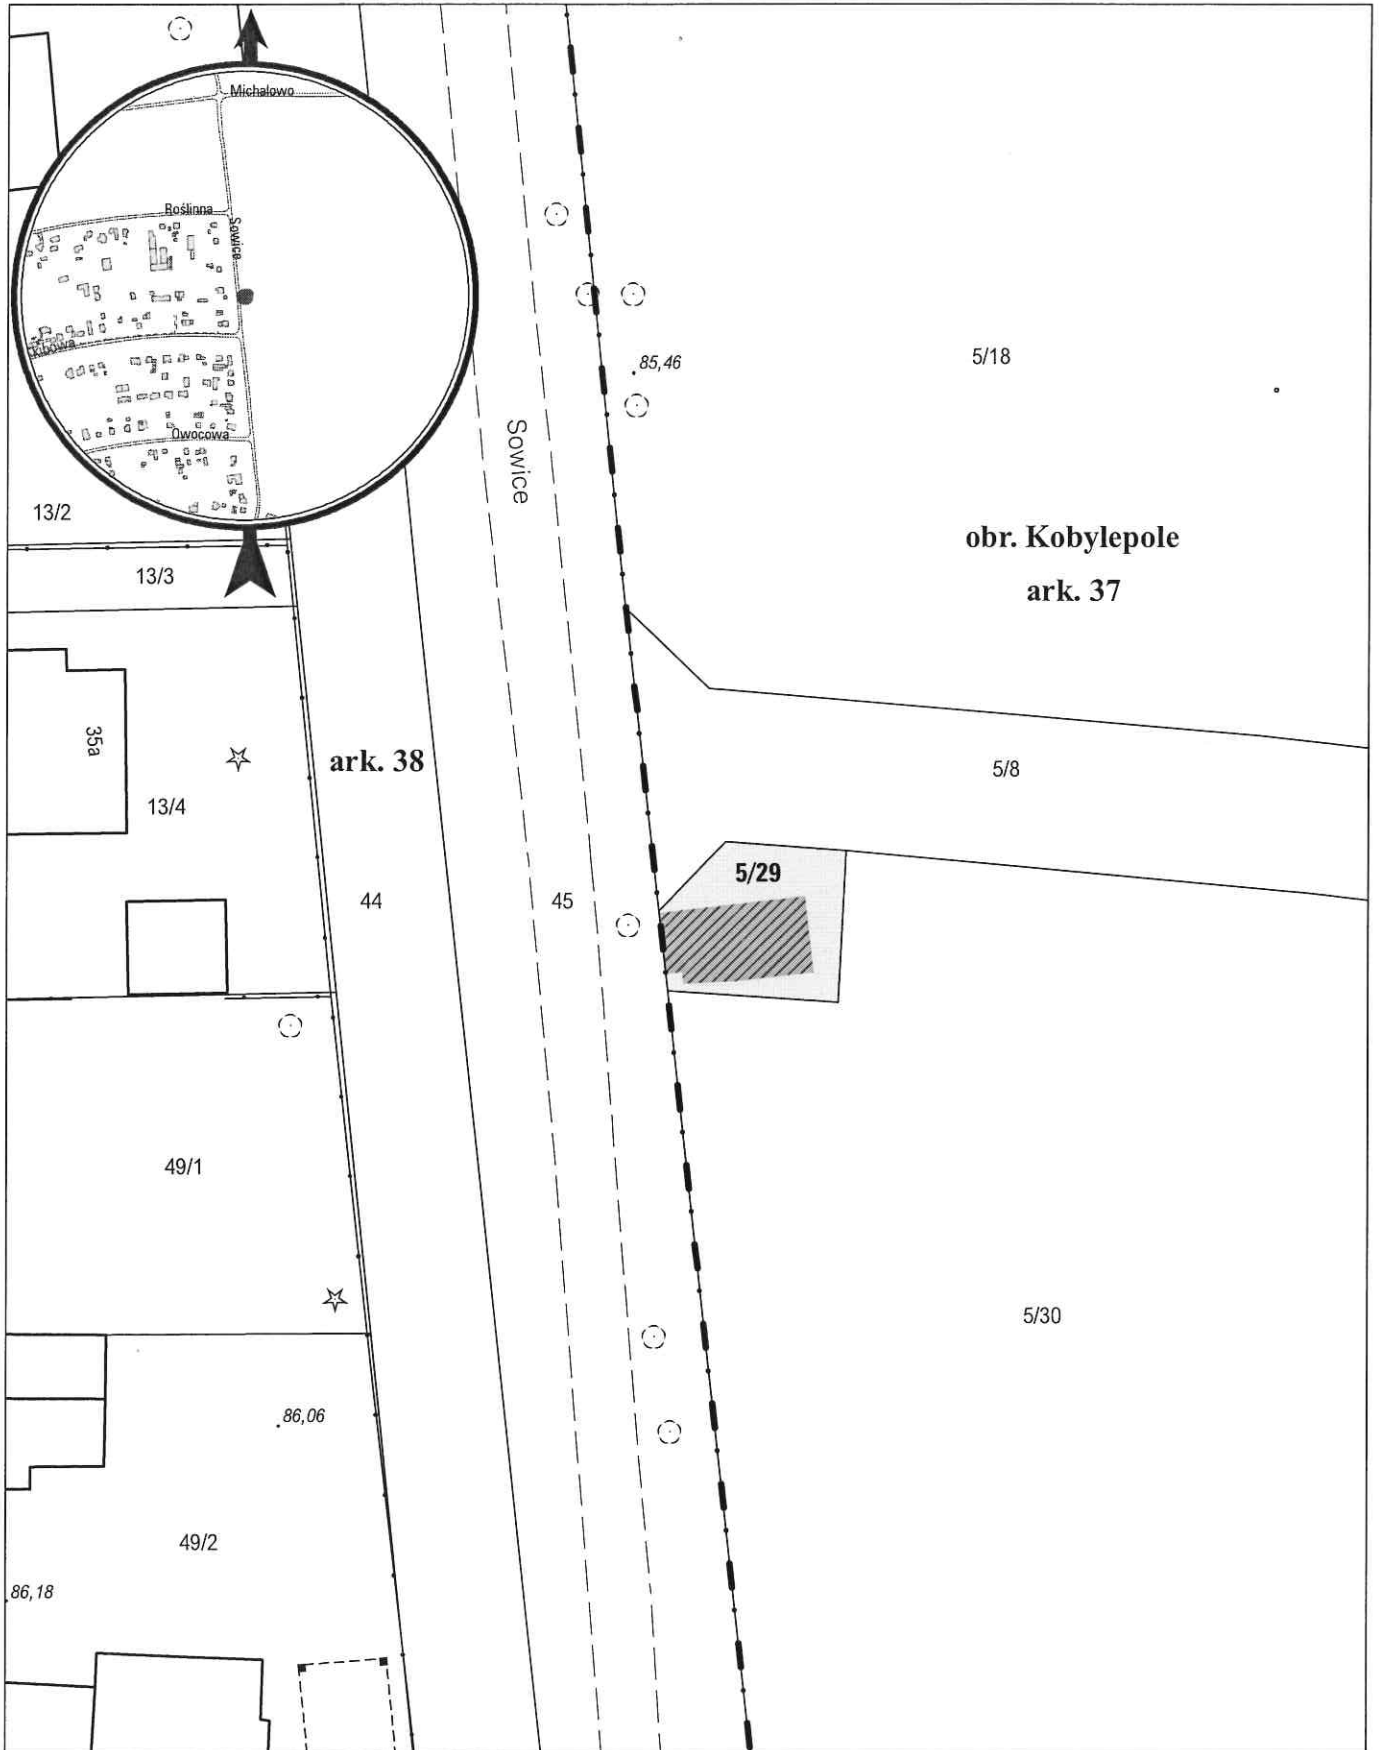 Michałowo
Roślinna
Sowice
Owocowa
Sowice
85,46
5/18
13/2
obr. Kobylepole
13/3
ark. 37
35a
ark. 38
5/8
13/4
5/29
44
45
49/1
5/30
86,06
49/2
86,18